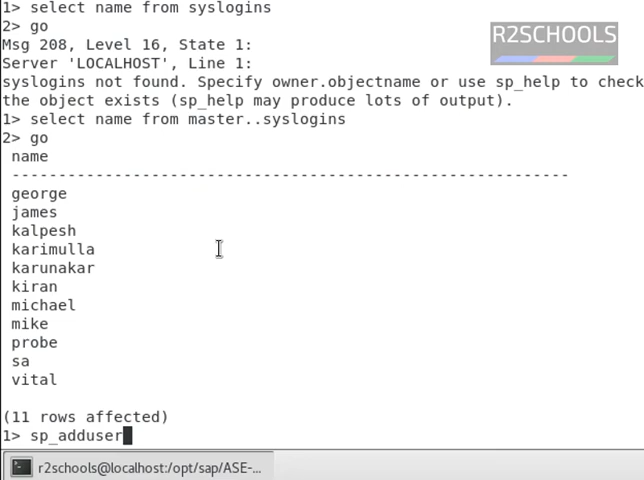 1> select name from syslogins
2> go
Msg 208, Level 16, State 1:
Server 'LOCALHOST', Line 1:
syslogins not found. Specify owner.objectname or use sp_help to check
the object exists (sp_help may produce lots of output).
1> select name from master..syslogins
2> go
name
------------------------------------------------------------
george
james
kalpesh
karimulla
karunakar
kiran
michael
mike
probe
sa
vital
(11 rows affected)
1> sp_adduser
r2schools@localhost:/opt/sap/ASE-...
R2SCHOOLS